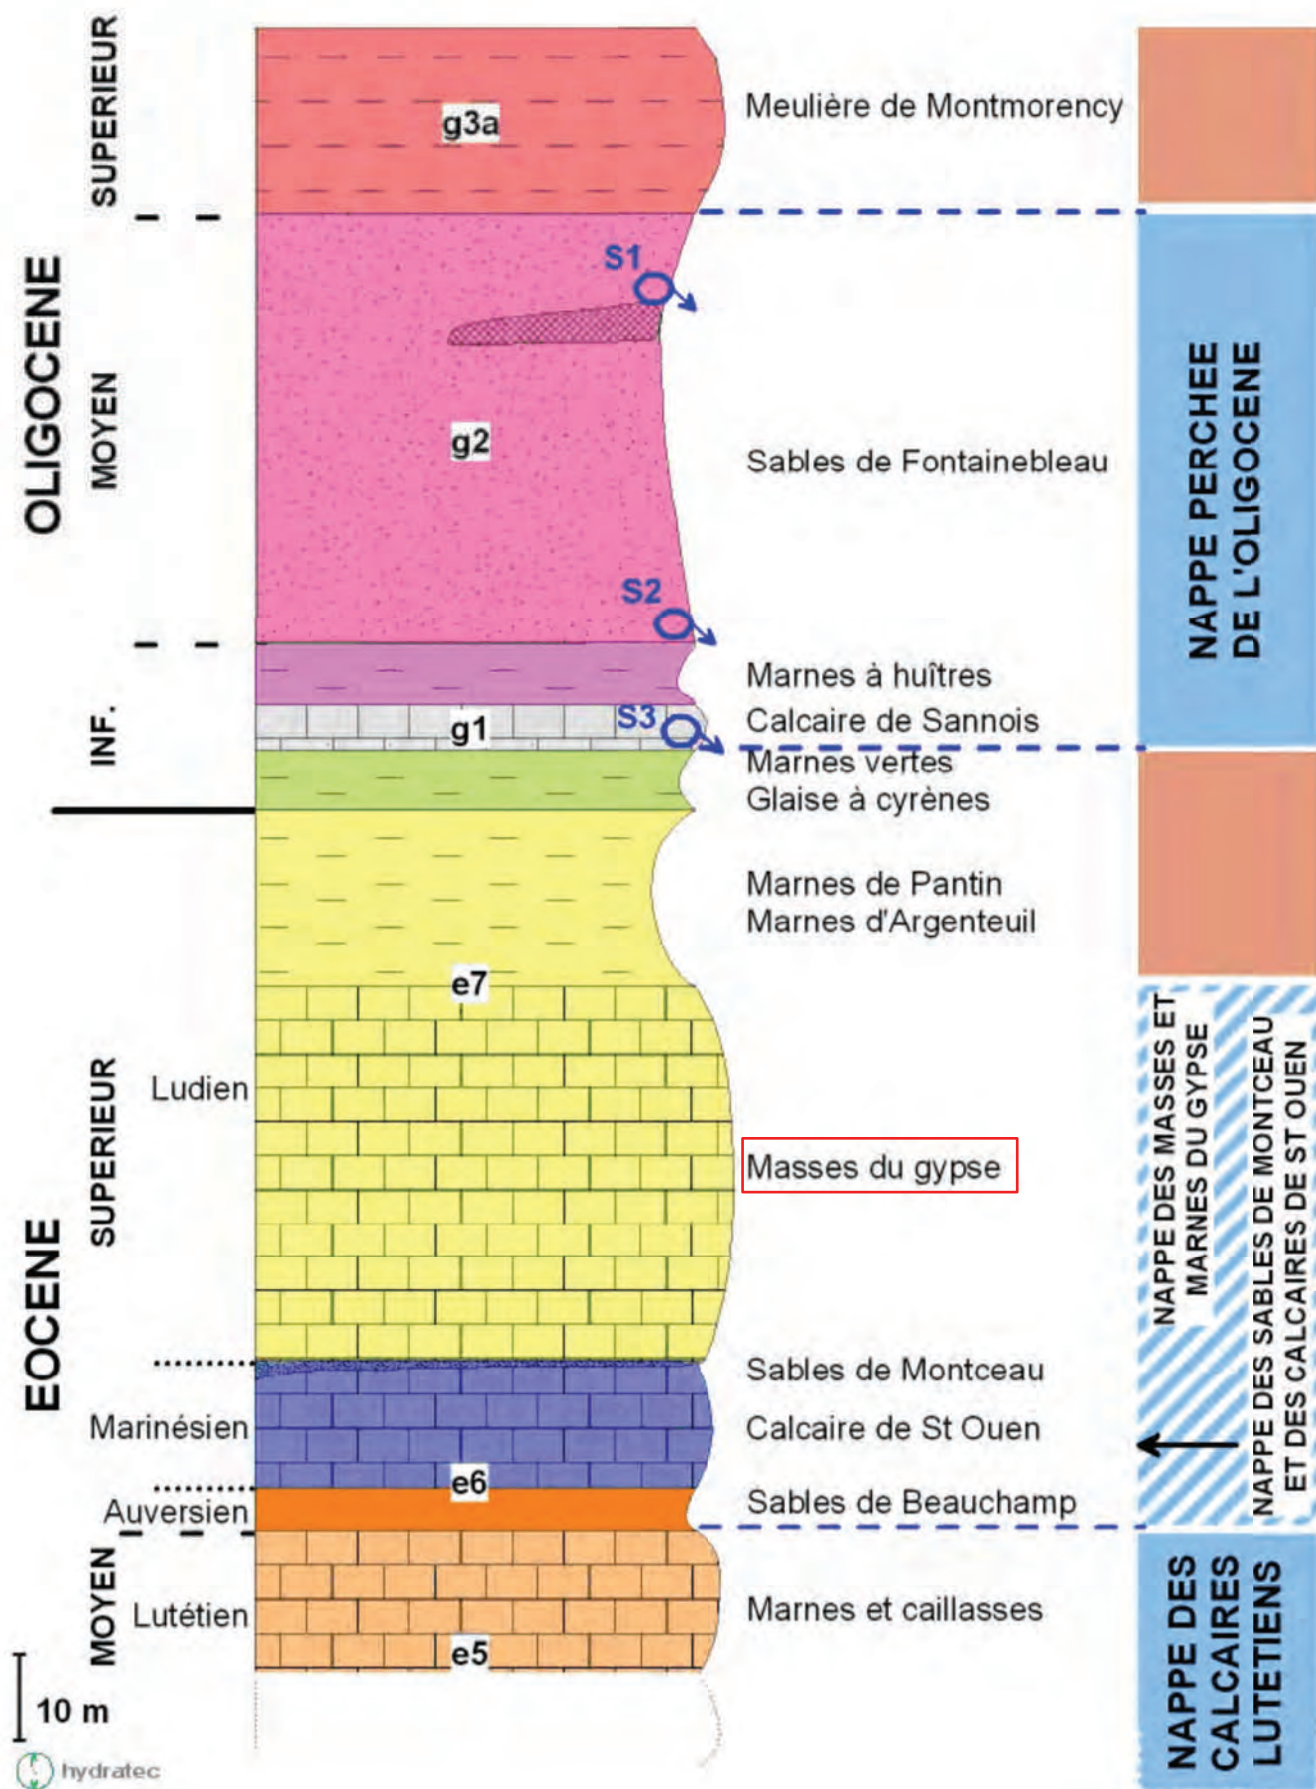 SUPERIEUR
g3a
Meulière de Montmorency
OLIGOCENE
MOYEN
S1
g2
Sables de Fontainebleau
S2
NAPPE PERCHEE
DE L'OLIGOCENE
INF.
Marnes à huîtres
g1
S3
Calcaire de Sannois
Marnes vertes
Glaise à cyrènes
Marnes de Pantin
Marnes d'Argenteuil
e7
EOCENE
SUPERIEUR
Ludien
Masses du gypse
NAPPE DES MASSES ET
MARNES DU GYPSE
NAPPE DES SABLES DE MONTCEAU
ET DES CALCAIRES DE ST OUEN
Sables de Montceau
Marinésien
Calcaire de St Ouen
e6
Auversien
Sables de Beauchamp
MOYEN
Lutétien
Marnes et caillasses
e5
NAPPE DES
CALCAIRES
LUTETIENS
10 m
hydratec